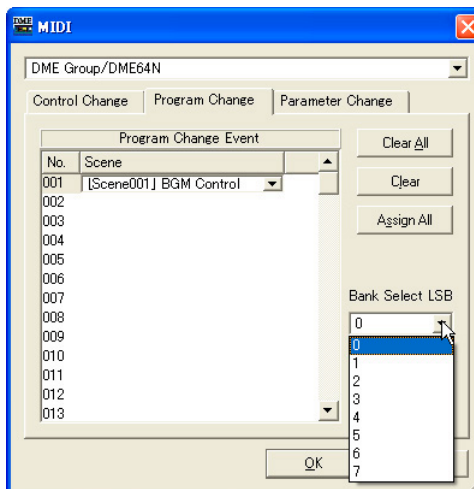 DME MIDI
DME Group/DME64N
Control Change Program Change Parameter Change
Program Change Event
No. Scene
001 [Scene001] BGM Control
002
003
004
005
006
007
008
009
010
011
012
013
Clear All
Clear
Assign All
Bank Select LSB
0
0
1
2
3
4
5
6
7
OK